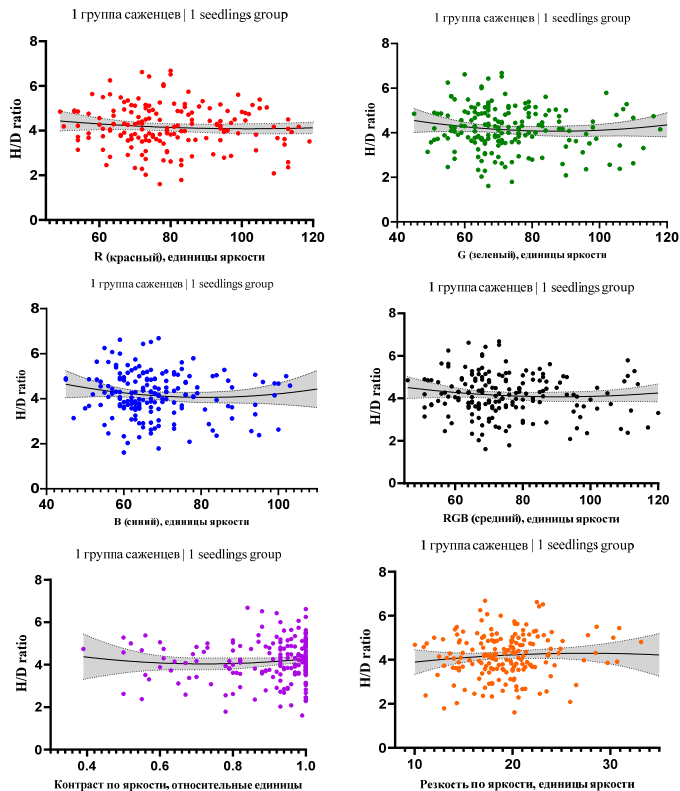 1 группа саженцев | 1 seedlings group
8
6
4
2
0
H/D ratio
60 80 100 120
R (красный), единицы яркости
1 группа саженцев | 1 seedlings group
8
6
4
2
0
H/D ratio
40 60 80 100 120
G (зеленый), единицы яркости
1 группа саженцев | 1 seedlings group
8
6
4
2
0
H/D ratio
40 60 80 100
B (синий), единицы яркости
1 группа саженцев | 1 seedlings group
8
6
4
2
0
H/D ratio
60 80 100 120
RGB (средний), единицы яркости
1 группа саженцев | 1 seedlings group
8
6
4
2
0
H/D ratio
0.4 0.6 0.8 1.0
Контраст по яркости, относительные единицы
1 группа саженцев | 1 seedlings group
8
6
4
2
0
H/D ratio
10 20 30
Резкость по яркости, единицы яркости